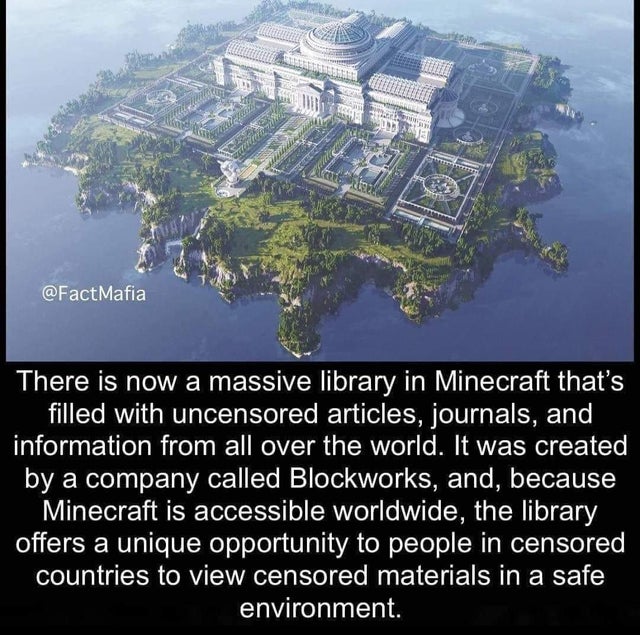 @FactMafia
There is now a massive library in Minecraft that's
filled with uncensored articles, journals, and
information from all over the world. It was created
by a company called Blockworks, and, because
Minecraft is accessible worldwide, the library
offers a unique opportunity to people in censored
countries to view censored materials in a safe
environment.